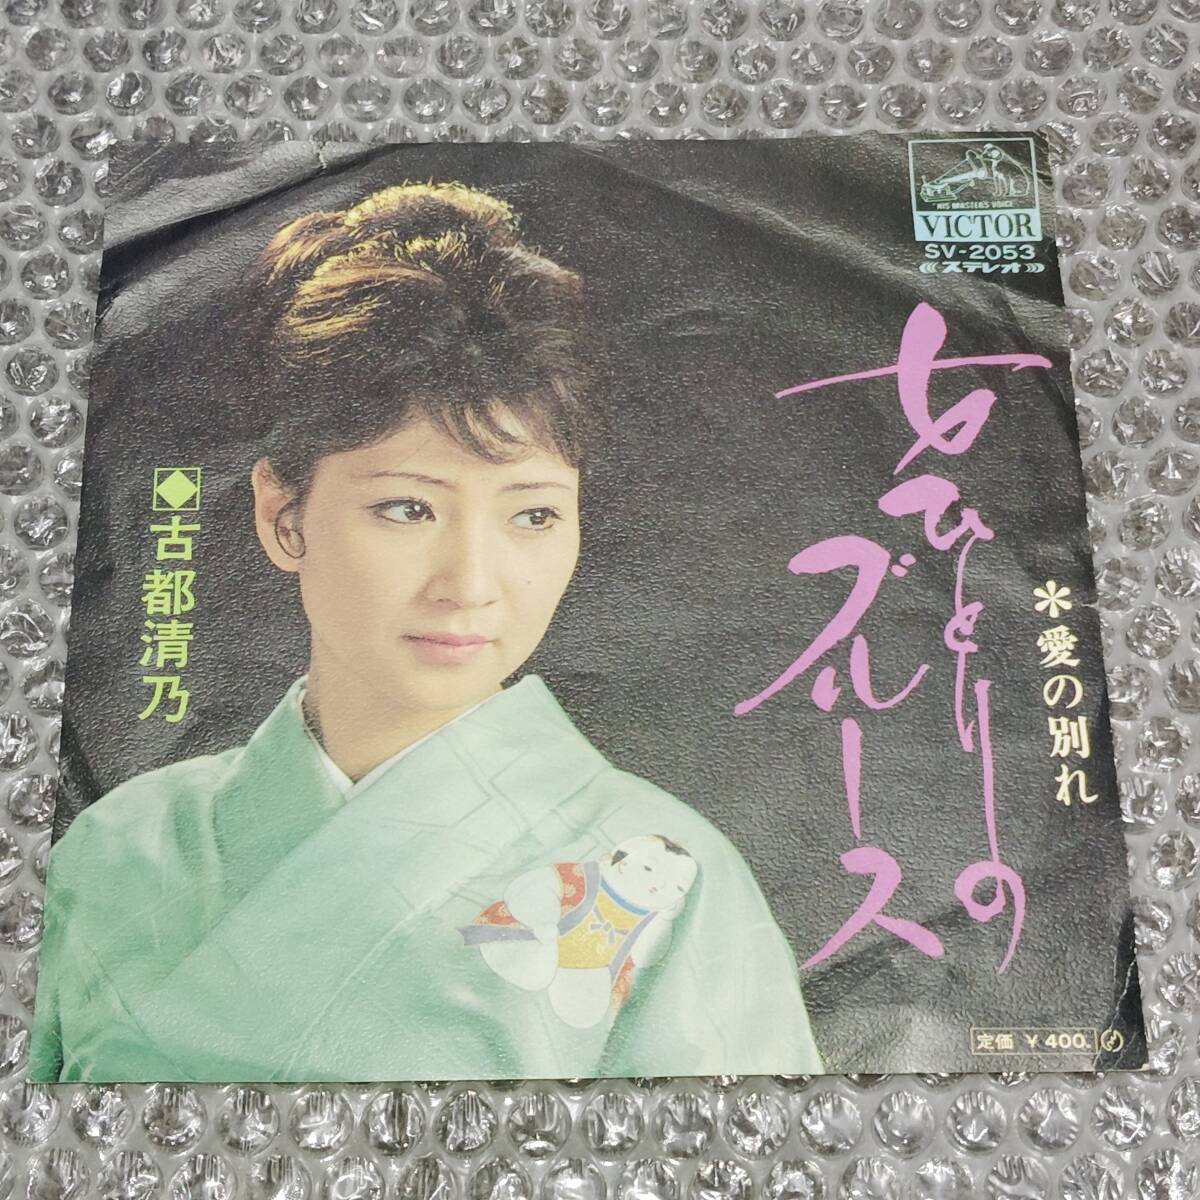 HIS MASTER'S VOICE
VICTOR
SV-2053
ステレオ
女ひとりの
ブルース
*愛の別れ
◆古都清乃
定価 ¥400.